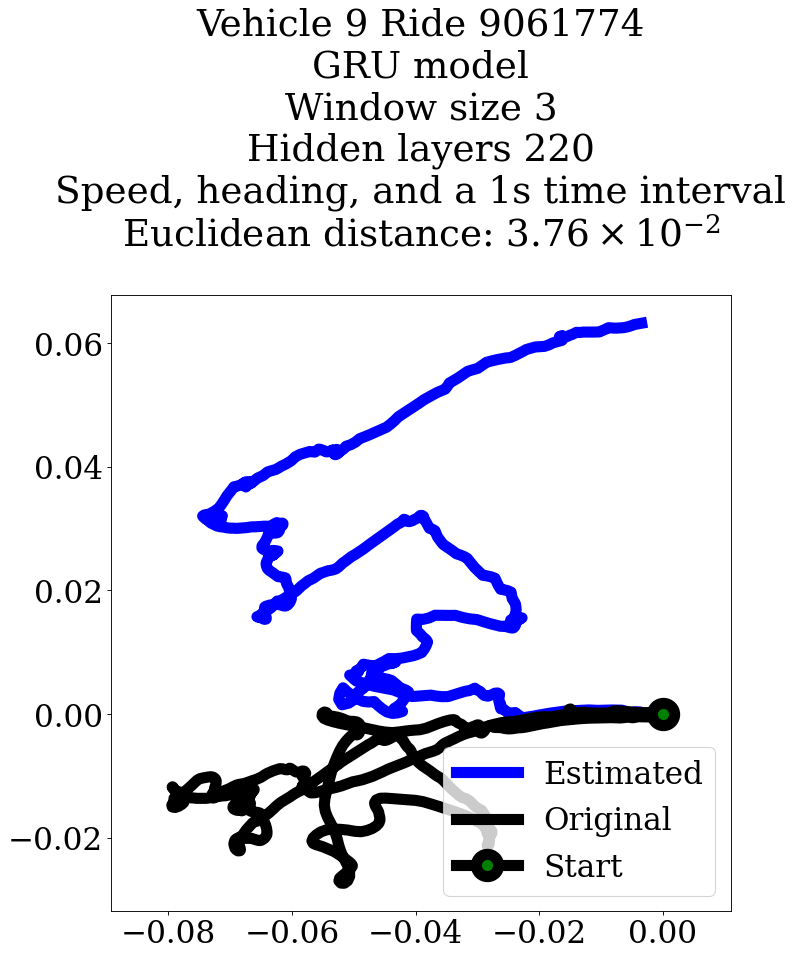 Vehicle 9 Ride 9061774
GRU model
Window size 3
Hidden layers 220
Speed, heading, and a 1s time interval
Euclidean distance: 3.76 × 10⁻²
0.06
0.04
0.02
0.00
−0.02
Estimated
Original
Start
−0.08 −0.06 −0.04 −0.02 0.00